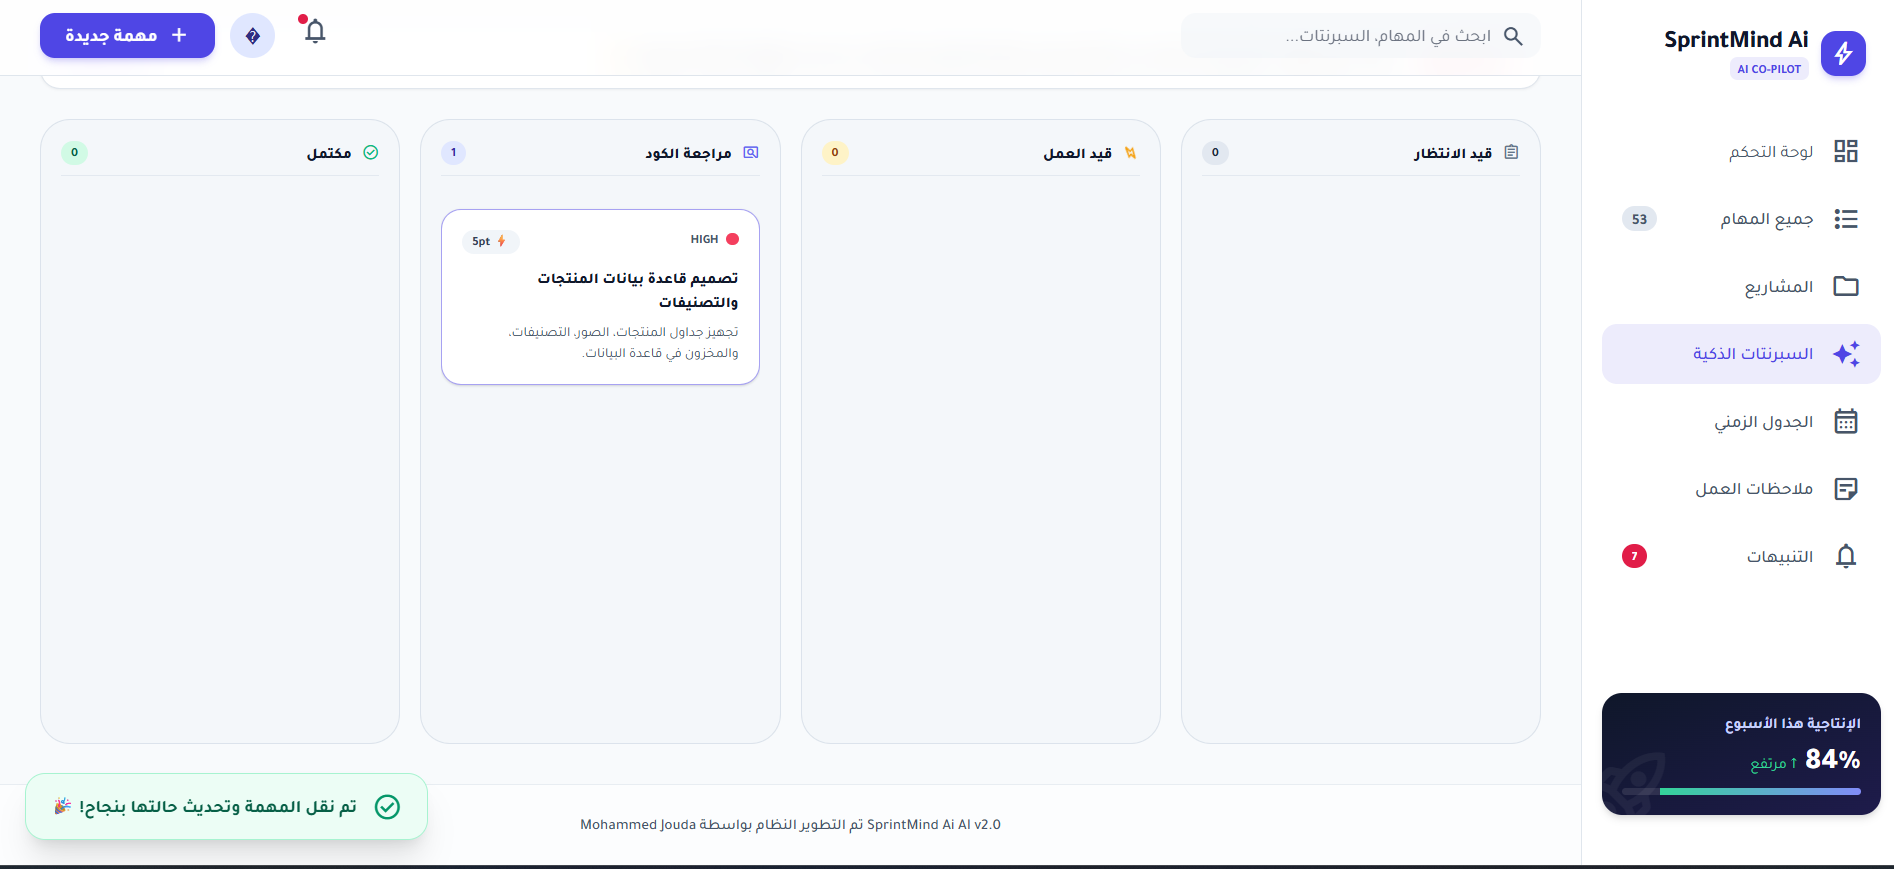 SprintMind Ai
AI CO-PILOT
لوحة التحكم
جميع المهام 53
المشاريع
السبرنتات الذكية
الجدول الزمني
ملاحظات العمل
التنبيهات 7
الإنتاجية هذا الأسبوع
84% ↑ مرتفع
ابحث في المهام، السبرنتات...
مهمة جديدة
قيد الانتظار 0
قيد العمل 0
مراجعة الكود 1
HIGH 5pt
تصميم قاعدة بيانات المنتجات
والتصنيفات
تجهيز جداول المنتجات، الصور، التصنيفات،
والمخزون في قاعدة البيانات.
مكتمل 0
تم نقل المهمة وتحديث حالتها بنجاح! 🎉
SprintMind Ai AI v2.0 تم التطوير النظام بواسطة Mohammed Jouda